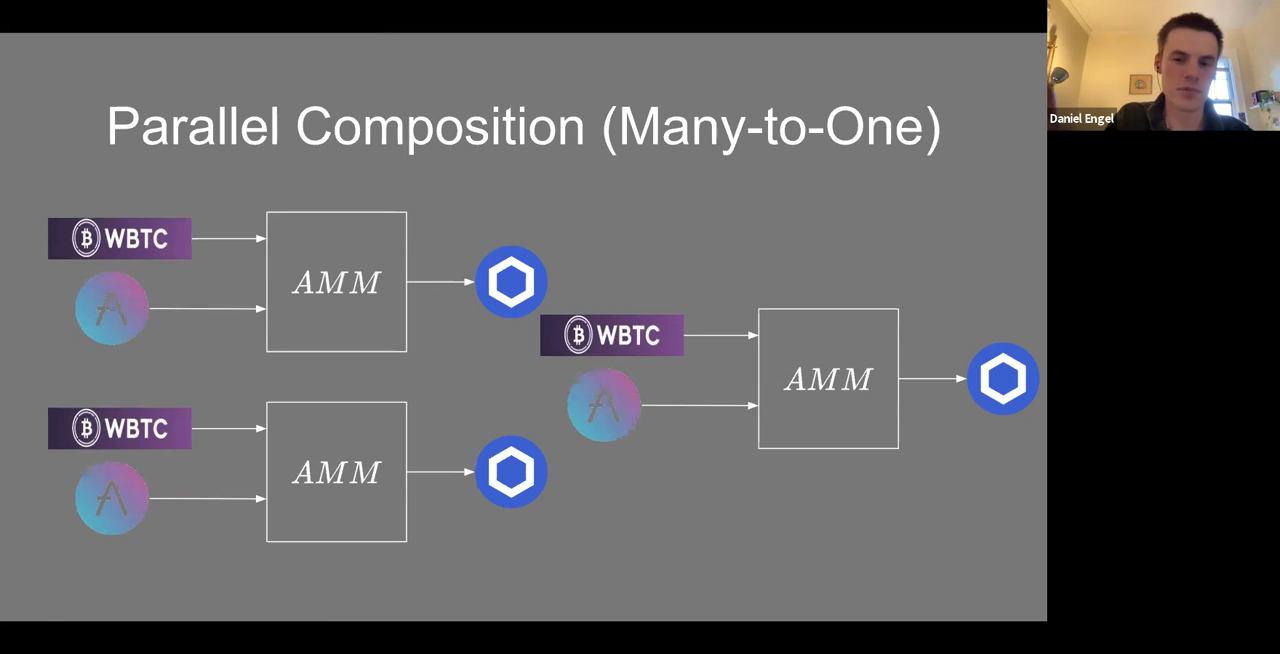 Parallel Composition (Many-to-One)
WBTC
AMM
WBTC
AMM
WBTC
AMM
Daniel Engel